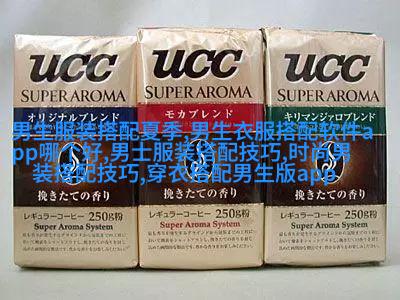 ucc
SUPER AROMA
オリジナルブレンド
挽きたての香り
レギュラーコーヒー 250g粉
Super Aroma System
ucc
SUPER AROMA
モカブレンド
挽きたての香り
レギュラーコーヒー 250g粉
Super Aroma System
ucc
SUPER AROMA
キリマンジァロブレンド
挽きたての香り
レギュラーコーヒー 250g粉
Super Aroma System
男生服装搭配夏季,男生衣服搭配软件a
pp哪个好,男士服装搭配技巧,时尚男
装搭配技巧,穿衣搭配男生版app